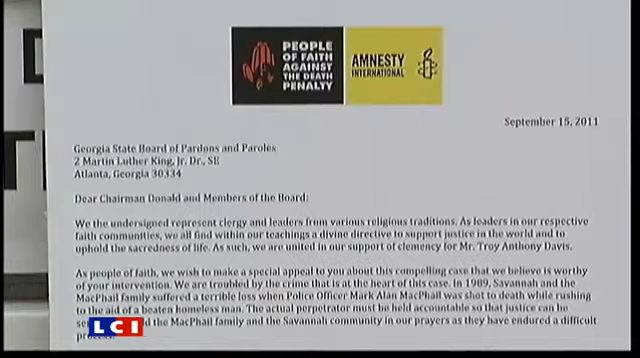 PEOPLE
OF FAITH
AGAINST
THE DEATH
PENALTY
AMNESTY
INTERNATIONAL
September 15, 2011
Georgia State Board of Pardons and Paroles
2 Martin Luther King, Jr. Dr., SE
Atlanta, Georgia 30334
Dear Chairman Donald and Members of the Board:
We the undersigned represent clergy and leaders from various religious traditions. As leaders in our respective
faith communities, we all find within our teachings a divine directive to support justice in the world and to
uphold the sacredness of life. As such, we are united in our support of clemency for Mr. Troy Anthony Davis.
As people of faith, we wish to make a special appeal to you about this compelling case that we believe is worthy
of your intervention. We are troubled by the crime that is at the heart of this case. In 1989, Savannah and the
MacPhail family suffered a terrible loss when Police Officer Mark Alan MacPhail was shot to death while rushing
to the aid of a beaten homeless man. The actual perpetrator must be held accountable so that justice can be
the MacPhail family and the Savannah community in our prayers as they have endured a difficult
LCI